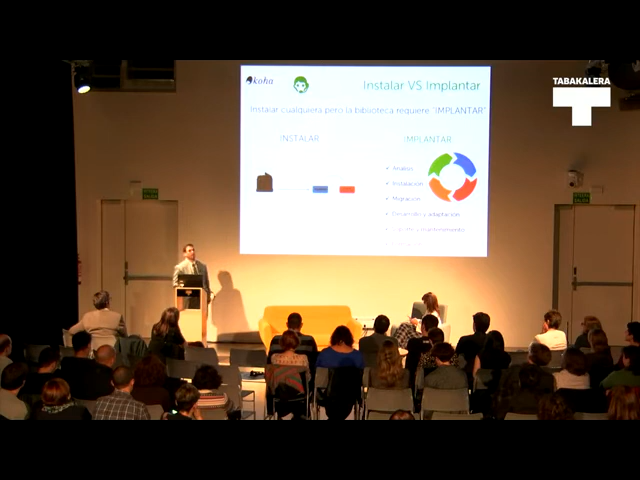 koha
Instalar VS Implantar
Instalar cualquiera pero la biblioteca requiere "IMPLANTAR"
INSTALAR
IMPLANTAR
✓ Análisis
✓ Instalación
✓ Migración
✓ Desarrollo y adaptación
TABAKALERA